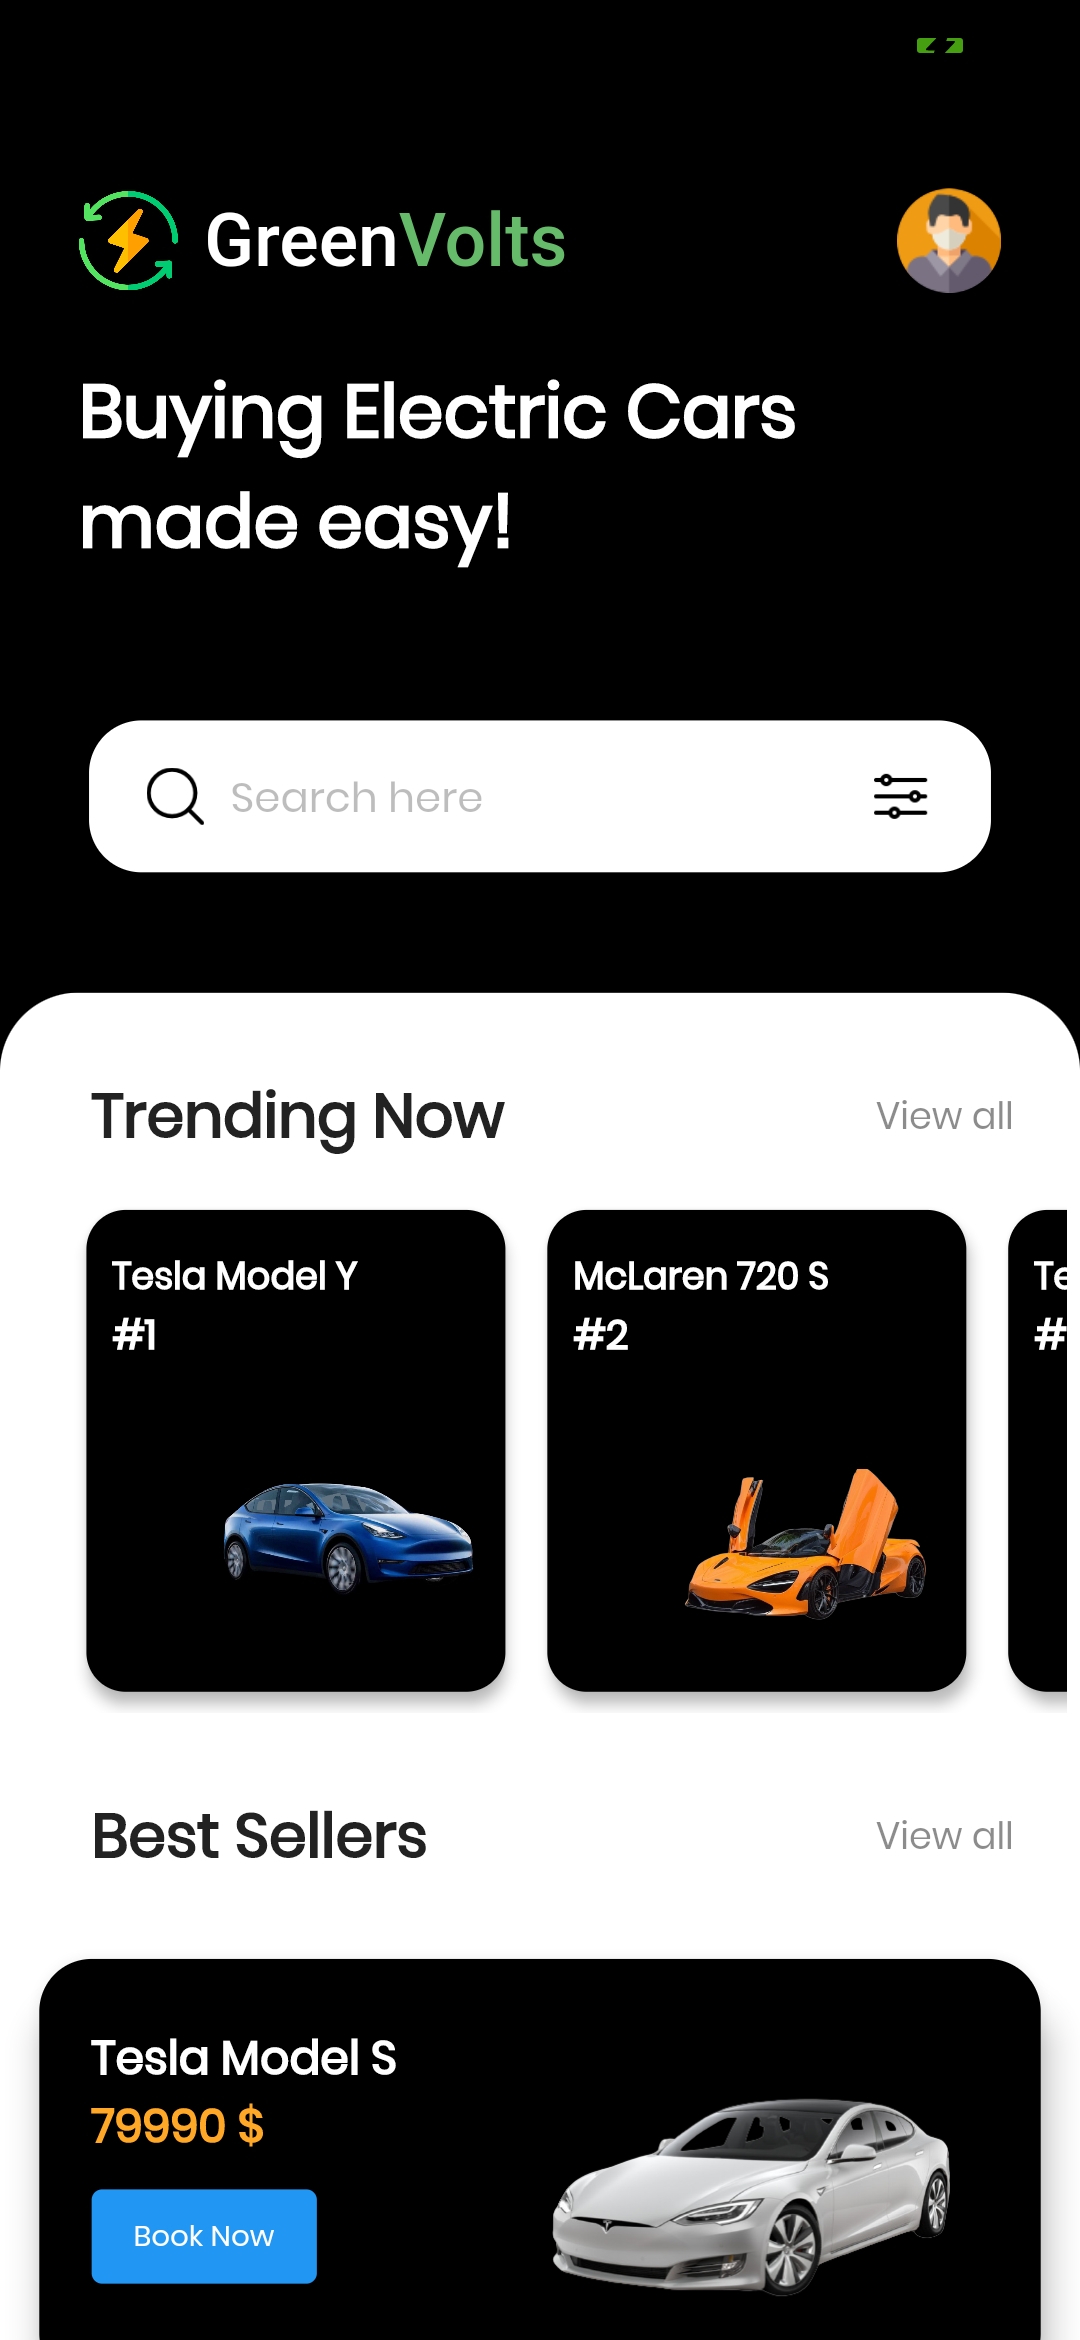 GreenVolts
Buying Electric Cars
made easy!
Search here
Trending Now
View all
Tesla Model Y
#1
McLaren 720 S
#2
Te
#
Best Sellers
View all
Tesla Model S
79990 $
Book Now